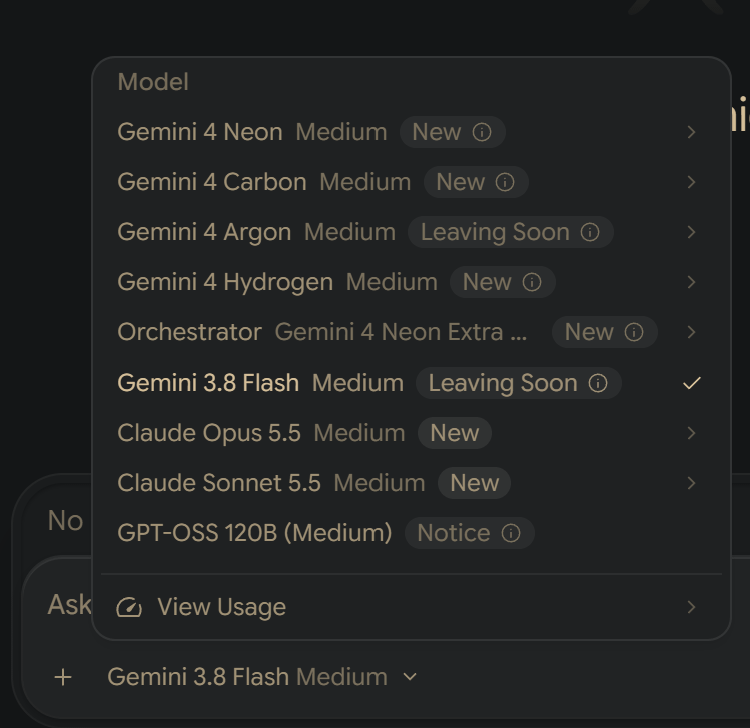 Model
Gemini 4 Neon Medium New
Gemini 4 Carbon Medium New
Gemini 4 Argon Medium Leaving Soon
Gemini 4 Hydrogen Medium New
Orchestrator Gemini 4 Neon Extra ... New
Gemini 3.8 Flash Medium Leaving Soon
Claude Opus 5.5 Medium New
Claude Sonnet 5.5 Medium New
No
GPT-OSS 120B (Medium) Notice
Ask
View Usage
Gemini 3.8 Flash Medium